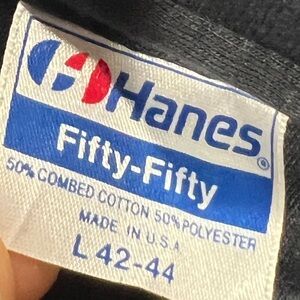 Hanes®
Fifty-Fifty
50% COMBED COTTON 50% POLYESTER
MADE IN U.S.A.
L 42-44